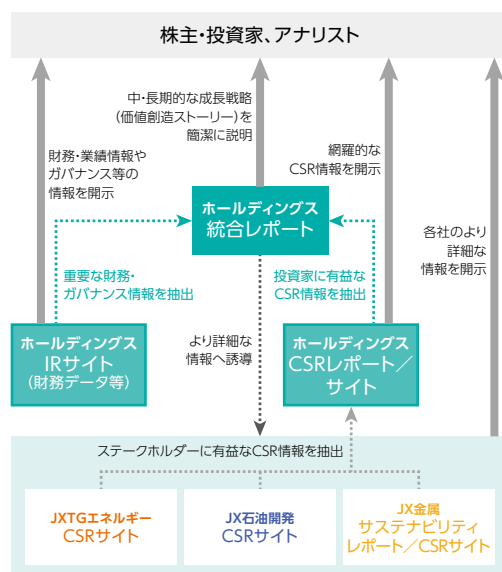 株主・投資家、アナリスト
中・長期的な成長戦略
(価値創造ストーリー)を
簡潔に説明
財務・業績情報や
ガバナンス等の
情報を開示
網羅的な
CSR情報を開示
ホールディングス
統合レポート
各社のより
詳細な
情報を開示
重要な財務・
ガバナンス情報を抽出
投資家に有益な
CSR情報を抽出
ホールディングス
IRサイト
(財務データ等)
より詳細な
情報へ誘導
ホールディングス
CSRレポート/
サイト
ステークホルダーに有益なCSR情報を抽出
JXTGエネルギー
CSRサイト
JX石油開発
CSRサイト
JX金属
サステナビリティ
レポート/CSRサイト